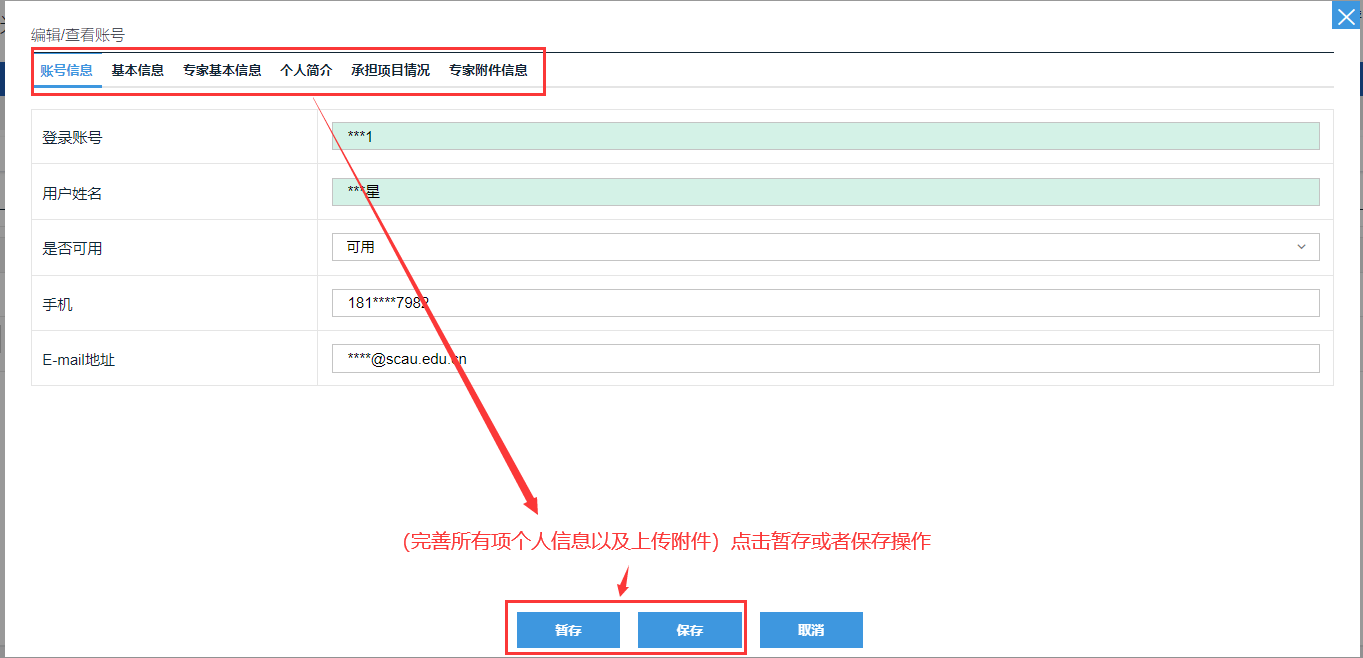 编辑/查看账号
账号信息 基本信息 专家基本信息 个人简介 承担项目情况 专家附件信息
登录账号 ***1
用户姓名 ***星
是否可用 可用
手机 181****7982
E-mail地址 ****@scau.edu.cn
（完善所有项个人信息以及上传附件）点击暂存或者保存操作
暂存 保存 取消